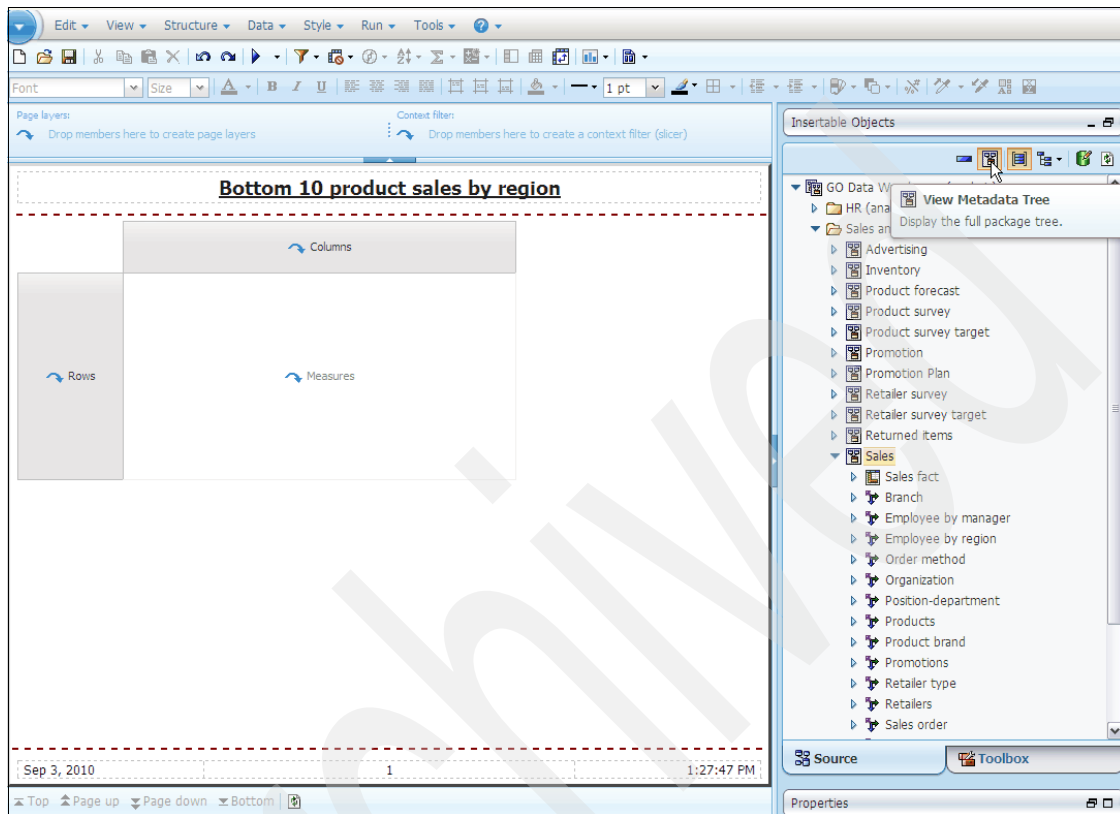 Edit View Structure Data Style Run Tools
Font Size 1 pt
Page layers:
Drop members here to create page layers
Context filter:
Drop members here to create a context filter (slicer)
Bottom 10 product sales by region
Columns
Rows
Measures
Sep 3, 2010 1 1:27:47 PM
Top Page up Page down Bottom
Insertable Objects
GO Data W
View Metadata Tree
Display the full package tree.
HR (ana
Sales an
Advertising
Inventory
Product forecast
Product survey
Product survey target
Promotion
Promotion Plan
Retailer survey
Retailer survey target
Returned items
Sales
Sales fact
Branch
Employee by manager
Employee by region
Order method
Organization
Position-department
Products
Product brand
Promotions
Retailer type
Retailers
Sales order
Source Toolbox
Properties